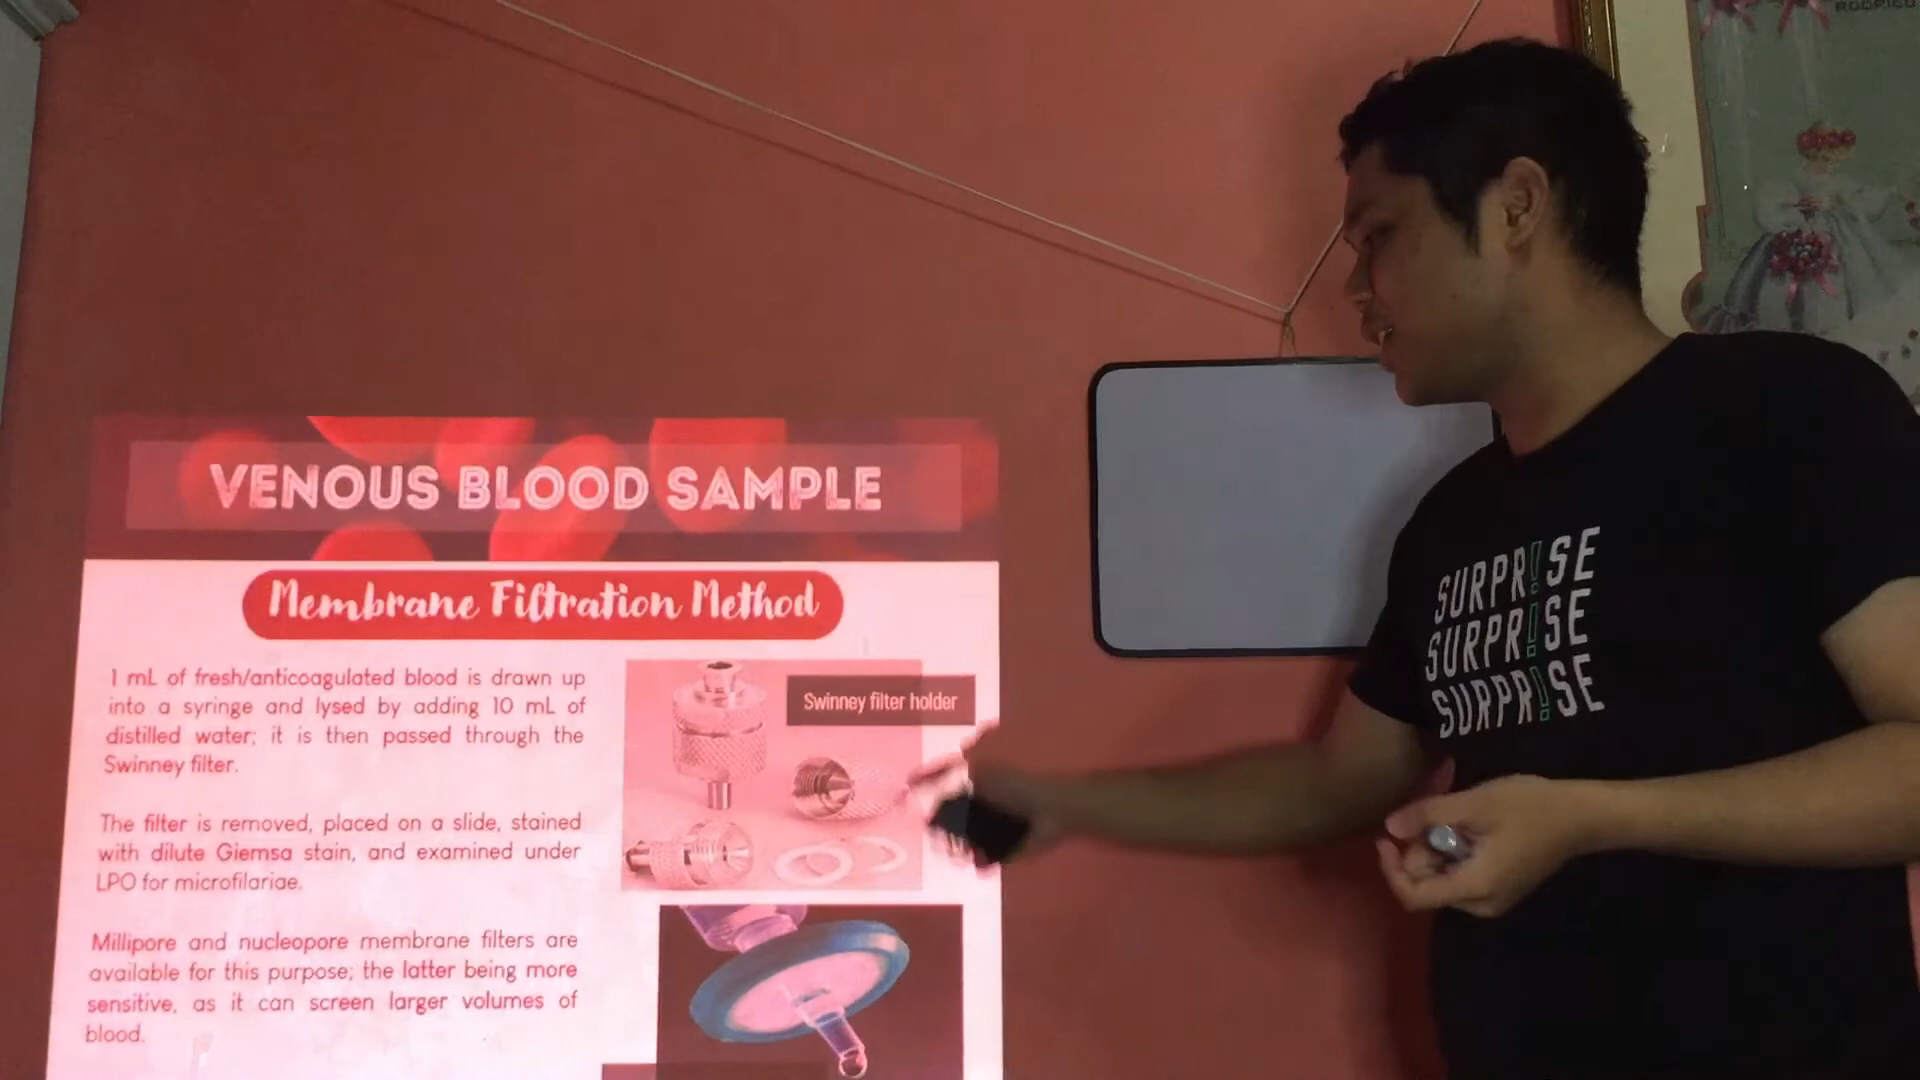 RODRIGO
VENOUS BLOOD SAMPLE
Membrane Filtration Method
1 mL of fresh/anticoagulated blood is drawn up
into a syringe and lysed by adding 10 mL of
distilled water; it is then passed through the
Swinney filter.
The filter is removed, placed on a slide, stained
with dilute Giemsa stain, and examined under
LPO for microfilariae.
Millipore and nucleopore membrane filters are
available for this purpose; the latter being more
sensitive, as it can screen larger volumes of
blood.
Swinney filter holder
SURPR!SE
SURPR!SE
SURPR!SE